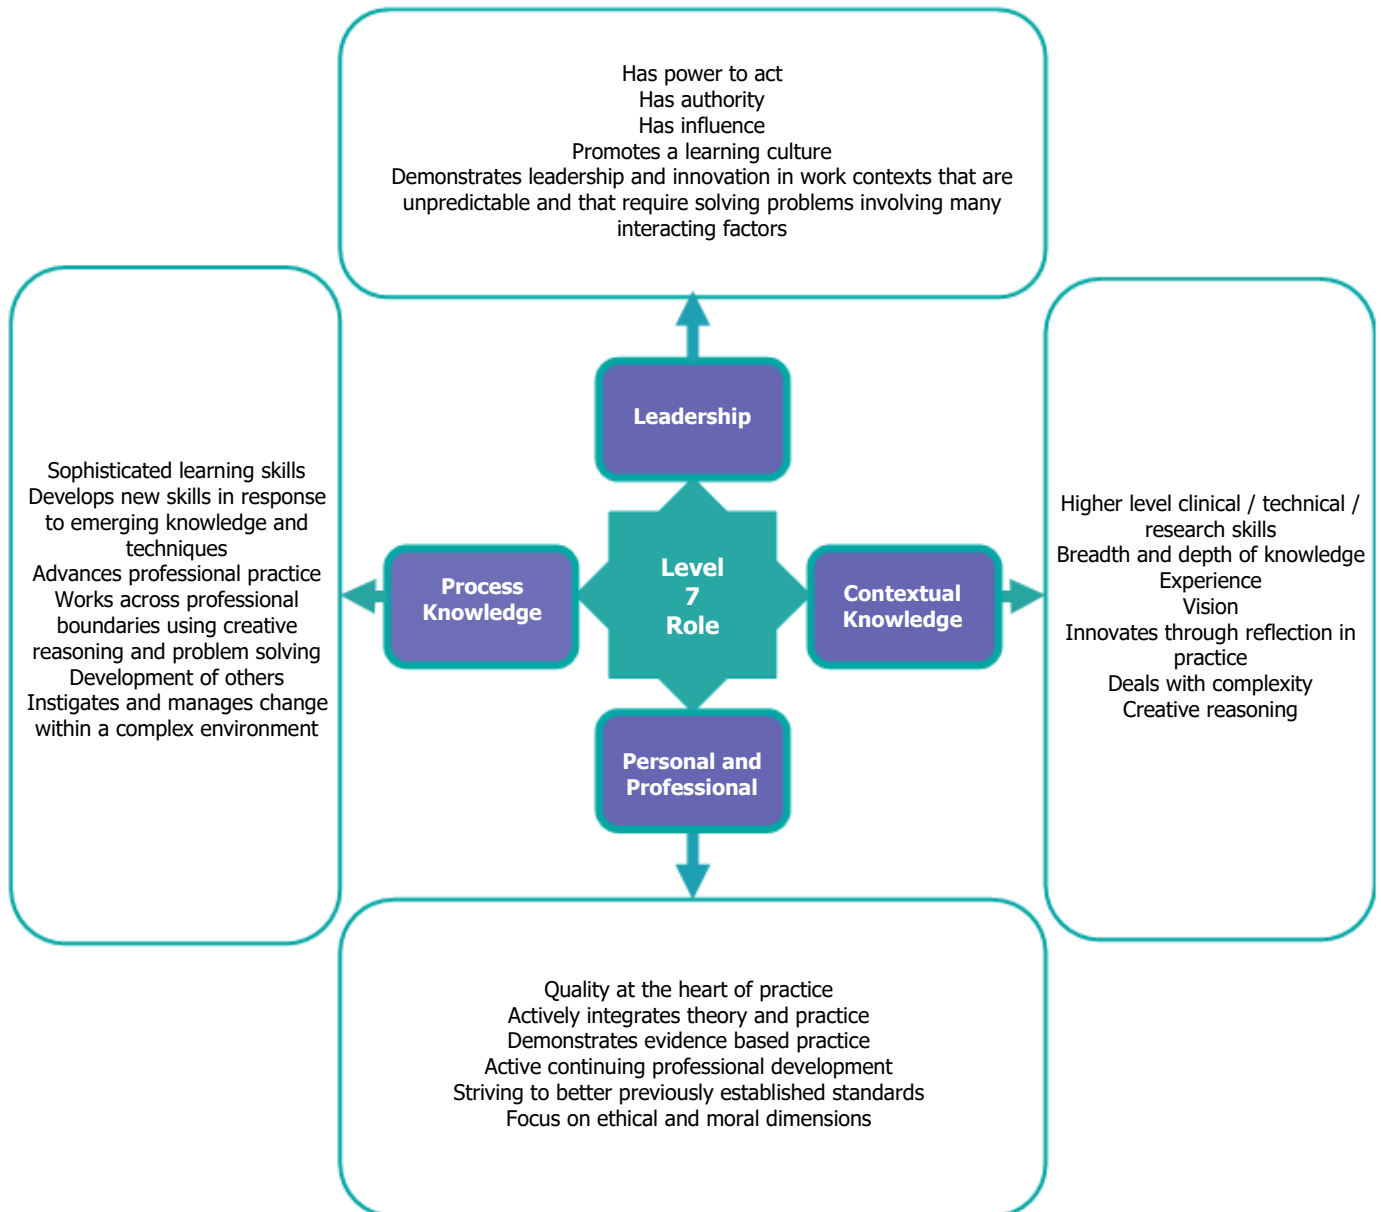 Has power to act
Has authority
Has influence
Promotes a learning culture
Demonstrates leadership and innovation in work contexts that are
unpredictable and that require solving problems involving many
interacting factors
Leadership
Sophisticated learning skills
Develops new skills in response
to emerging knowledge and
techniques
Advances professional practice
Works across professional
boundaries using creative
reasoning and problem solving
Development of others
Instigates and manages change
within a complex environment
Process
Knowledge
Level
7
Role
Contextual
Knowledge
Higher level clinical / technical /
research skills
Breadth and depth of knowledge
Experience
Vision
Innovates through reflection in
practice
Deals with complexity
Creative reasoning
Personal and
Professional
Quality at the heart of practice
Actively integrates theory and practice
Demonstrates evidence based practice
Active continuing professional development
Striving to better previously established standards
Focus on ethical and moral dimensions